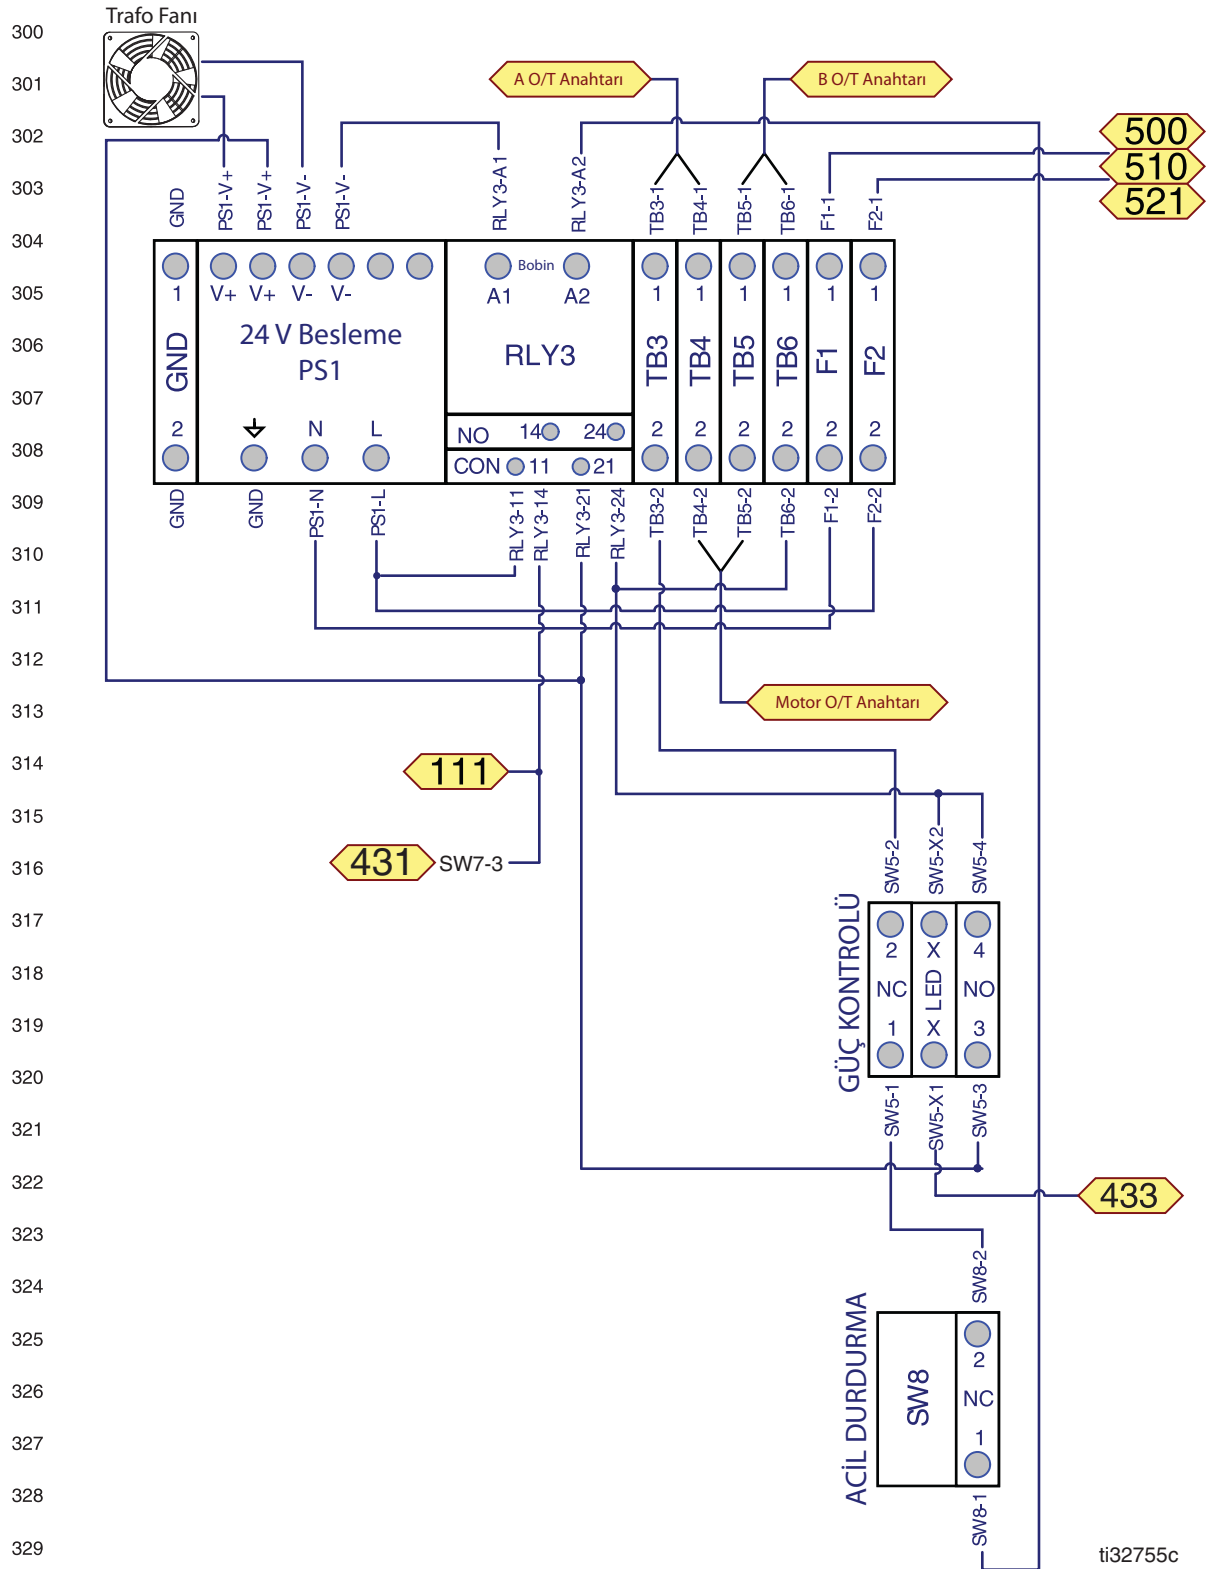 Trafo Fanı
300
301
A O/T Anahtarı
B O/T Anahtarı
302
500
510
521
303
GND
PS1-V+
PS1-V+
PS1-V-
PS1-V-
RLY3-A1
RLY3-A2
TB3-1
TB4-1
TB5-1
TB6-1
F1-1
F2-1
304
Bobin
305
1
V+
V+
V-
V-
A1
A2
1
1
1
1
1
1
306
GND
24 V Besleme
PS1
RLY3
TB3
TB4
TB5
TB6
F1
F2
307
2
N
L
NO
14
24
2
2
2
2
2
2
308
CON
11
21
309
GND
GND
PS1-N
PS1-L
RLY3-11
RLY3-14
RLY3-21
RLY3-24
TB3-2
TB4-2
TB5-2
TB6-2
F1-2
F2-2
310
311
312
313
Motor O/T Anahtarı
314
111
315
316
431
SW7-3
SW5-2
SW5-X2
SW5-4
317
GÜÇ KONTROLÜ
2
X
4
318
NC
LED
NO
319
1
X
3
320
321
SW5-1
SW5-X1
SW5-3
322
433
323
SW8-2
324
ACİL DURDURMA
325
2
326
SW8
NC
327
1
328
SW8-1
329
ti32755c